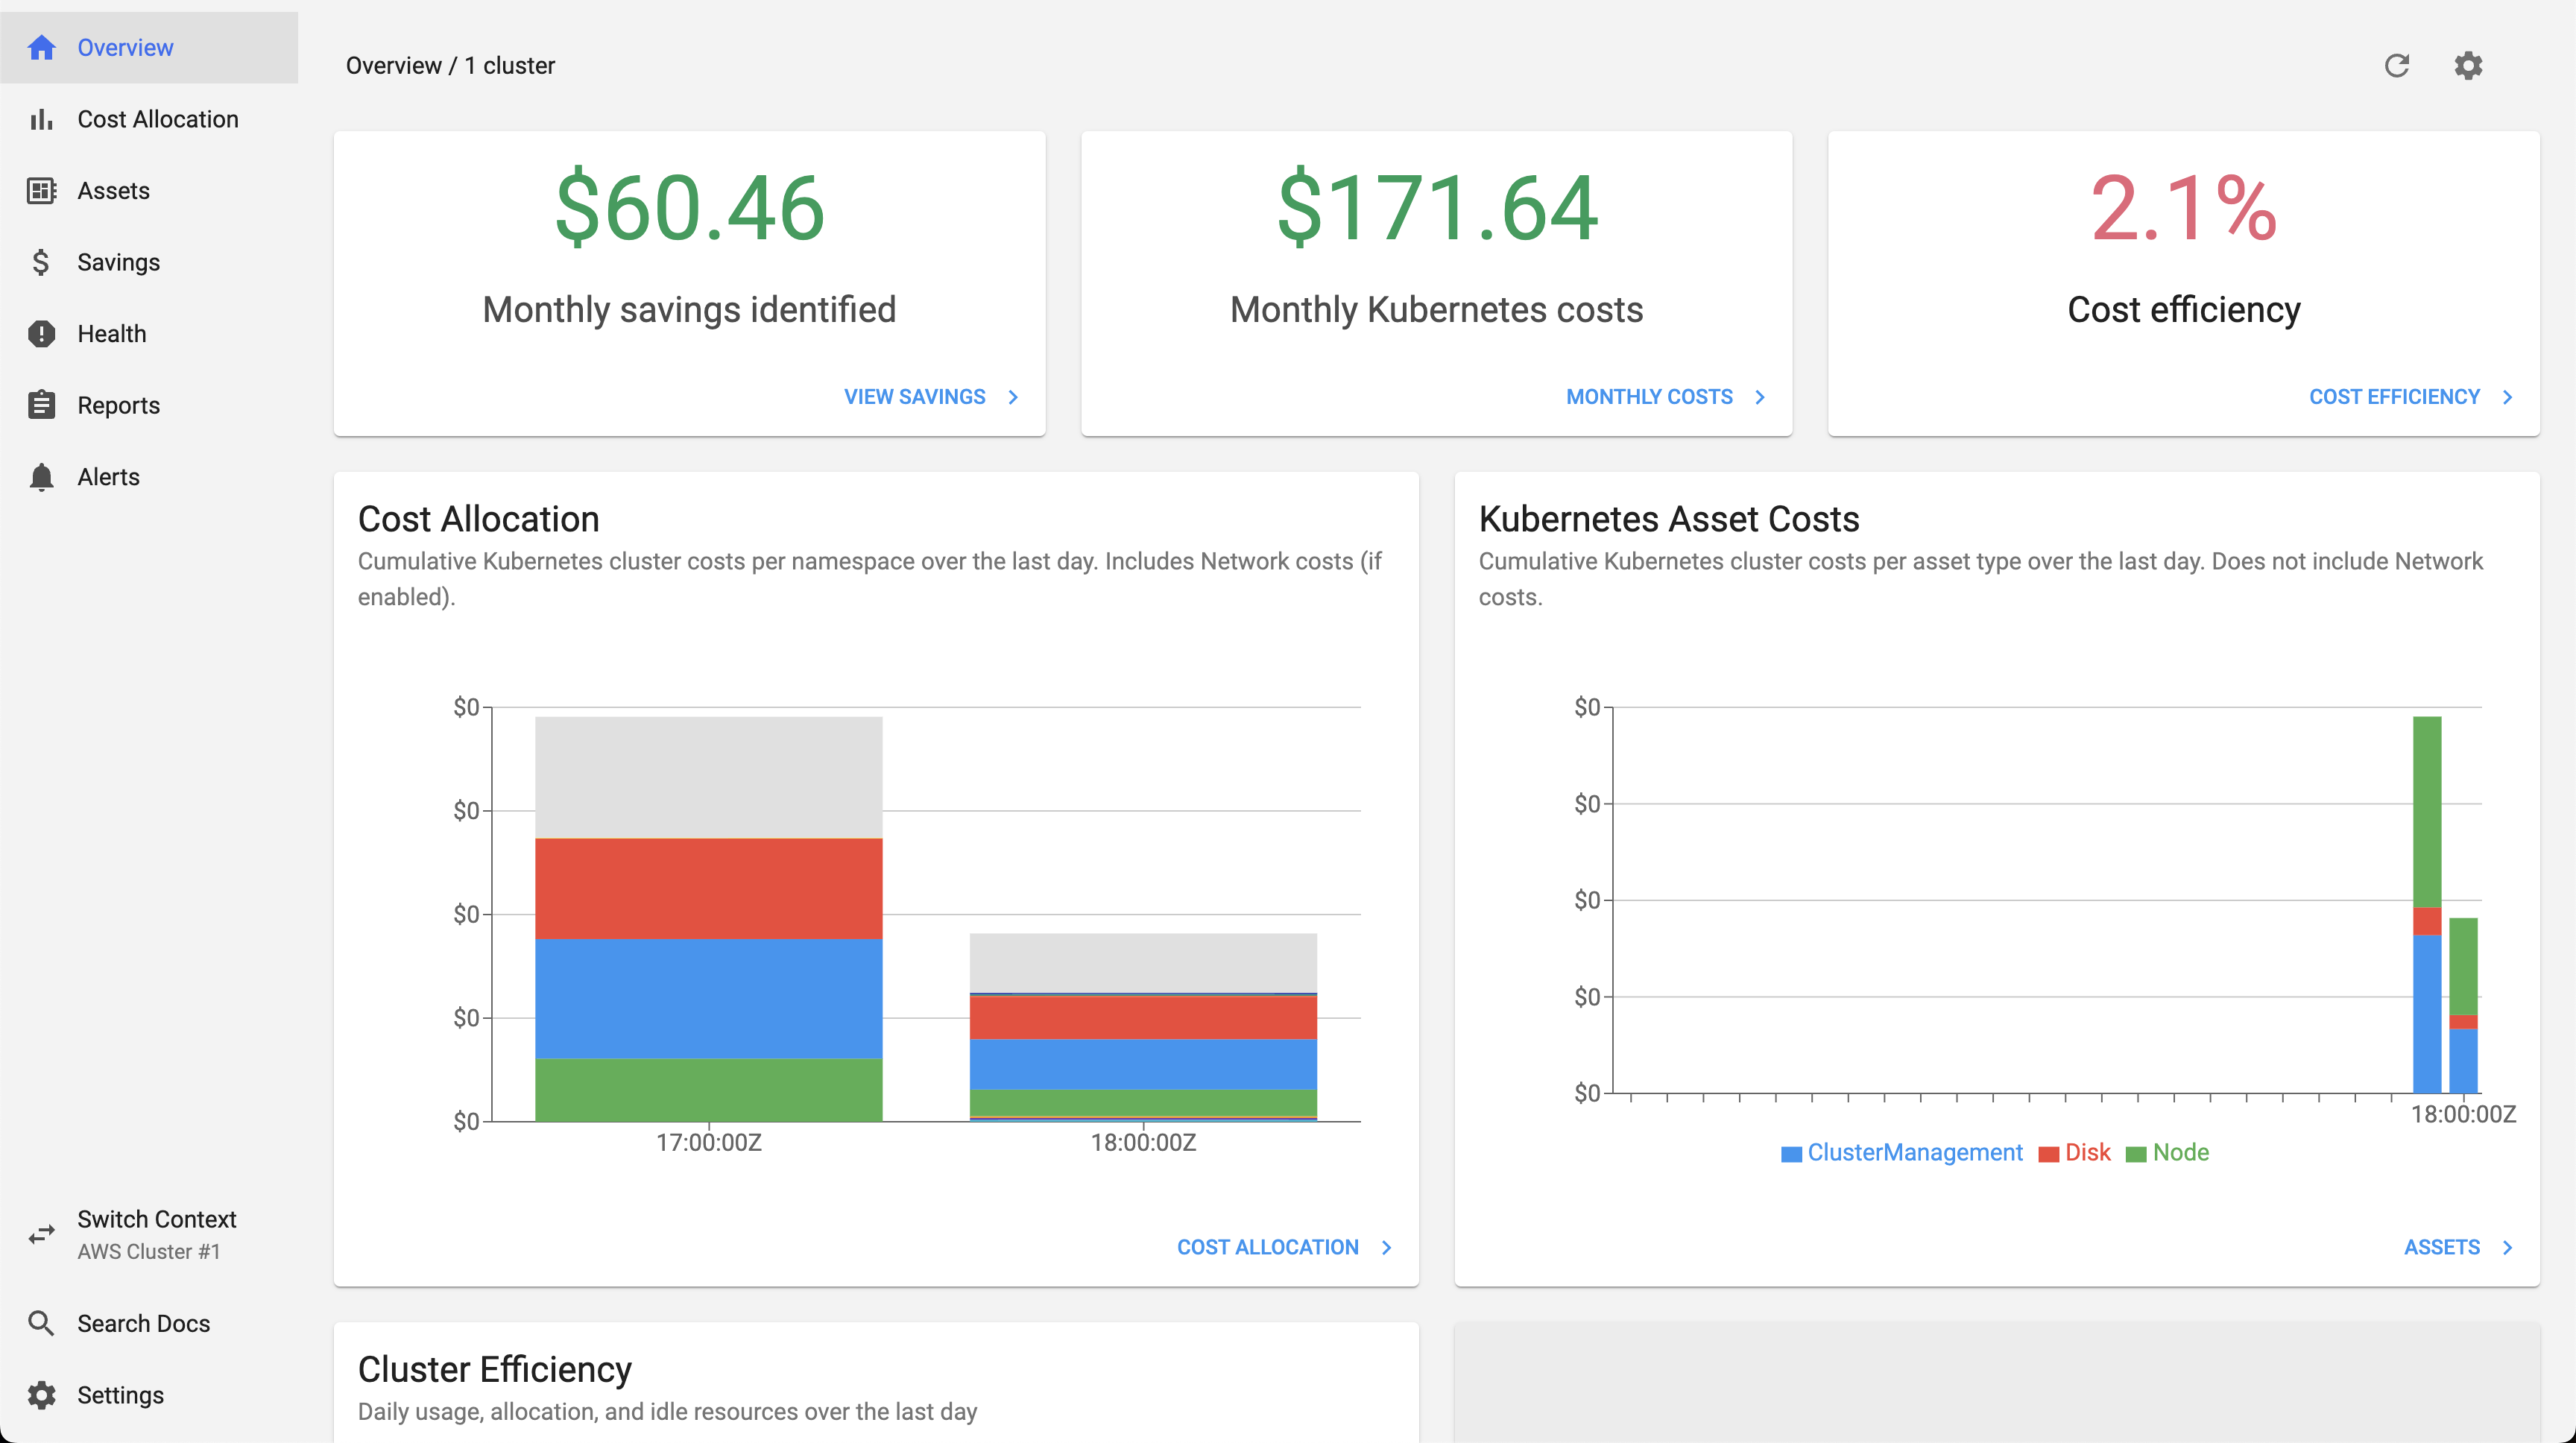 Overview
Cost Allocation
Assets
Savings
Health
Reports
Alerts
Switch Context
AWS Cluster #1
Search Docs
Settings
Overview / 1 cluster
$60.46
Monthly savings identified
VIEW SAVINGS
$171.64
Monthly Kubernetes costs
MONTHLY COSTS
2.1%
Cost efficiency
COST EFFICIENCY
Cost Allocation
Cumulative Kubernetes cluster costs per namespace over the last day. Includes Network costs (if
enabled).
$0
$0
$0
$0
$0
17:00:00Z 18:00:00Z
COST ALLOCATION
Kubernetes Asset Costs
Cumulative Kubernetes cluster costs per asset type over the last day. Does not include Network
costs.
$0
$0
$0
$0
$0
18:00:00Z
ClusterManagement Disk Node
ASSETS
Cluster Efficiency
Daily usage, allocation, and idle resources over the last day